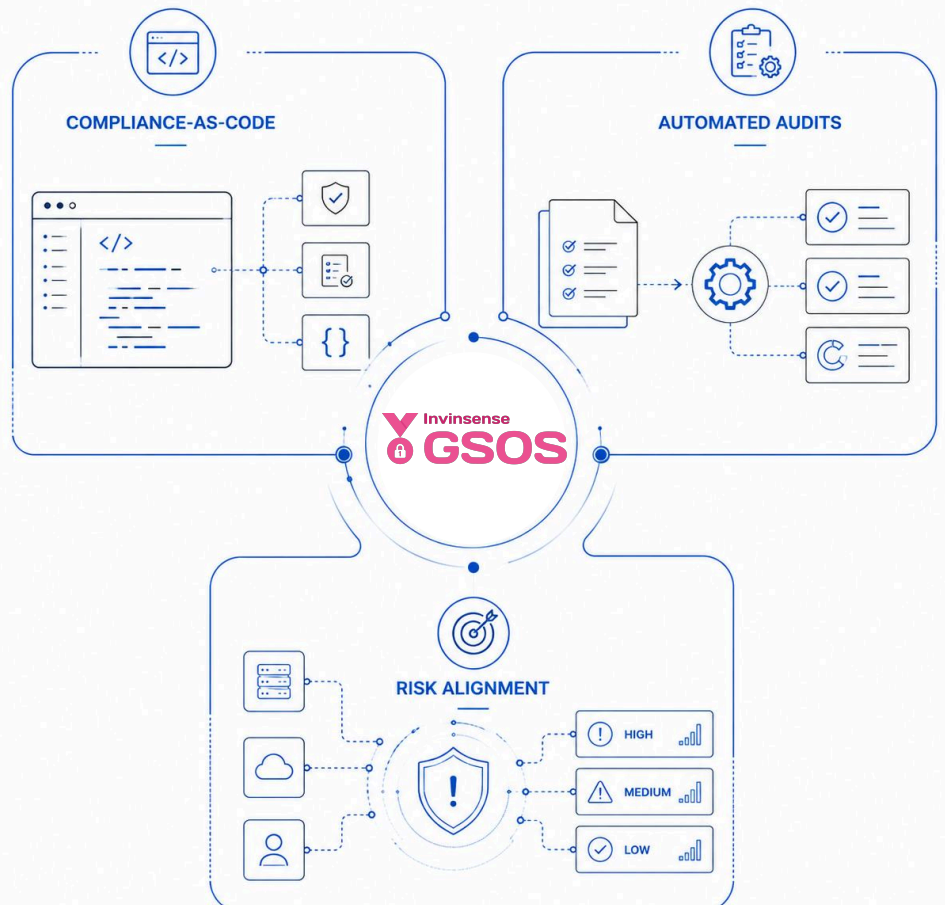 </>
COMPLIANCE-AS-CODE
AUTOMATED AUDITS
</>
{ }
Invinsense
GSOS
RISK ALIGNMENT
! HIGH
! MEDIUM
LOW
!